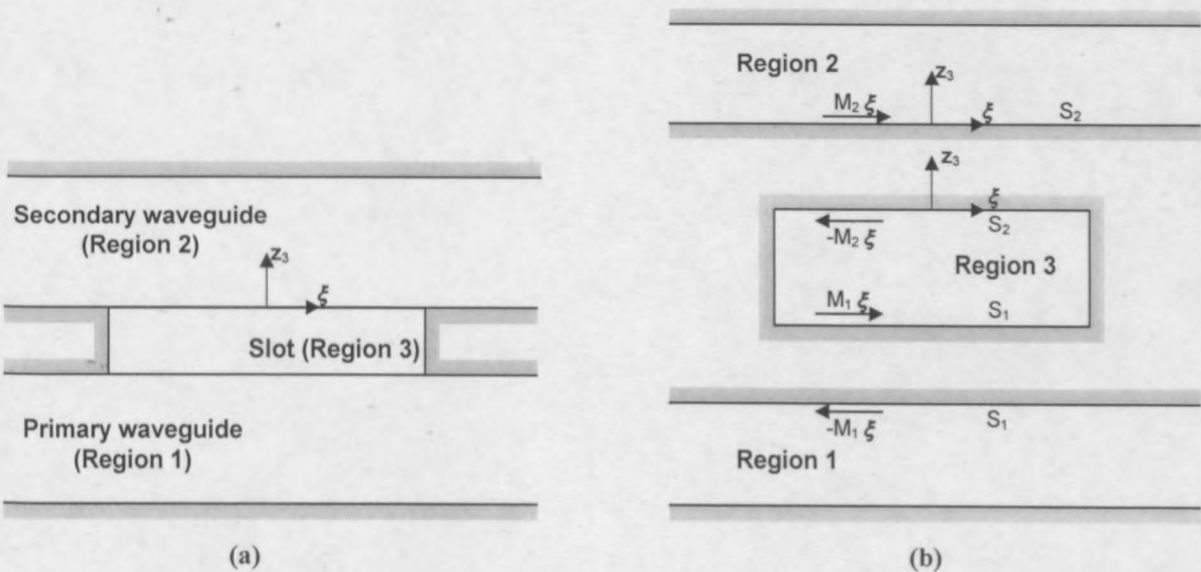 Secondary waveguide
(Region 2)
z₃
ξ
Slot (Region 3)
Primary waveguide
(Region 1)
(a)
Region 2
z₃
M₂ ξ
ξ
S₂
z₃
ξ
S₂
-M₂ ξ
Region 3
M₁ ξ
S₁
-M₁ ξ
S₁
Region 1
(b)